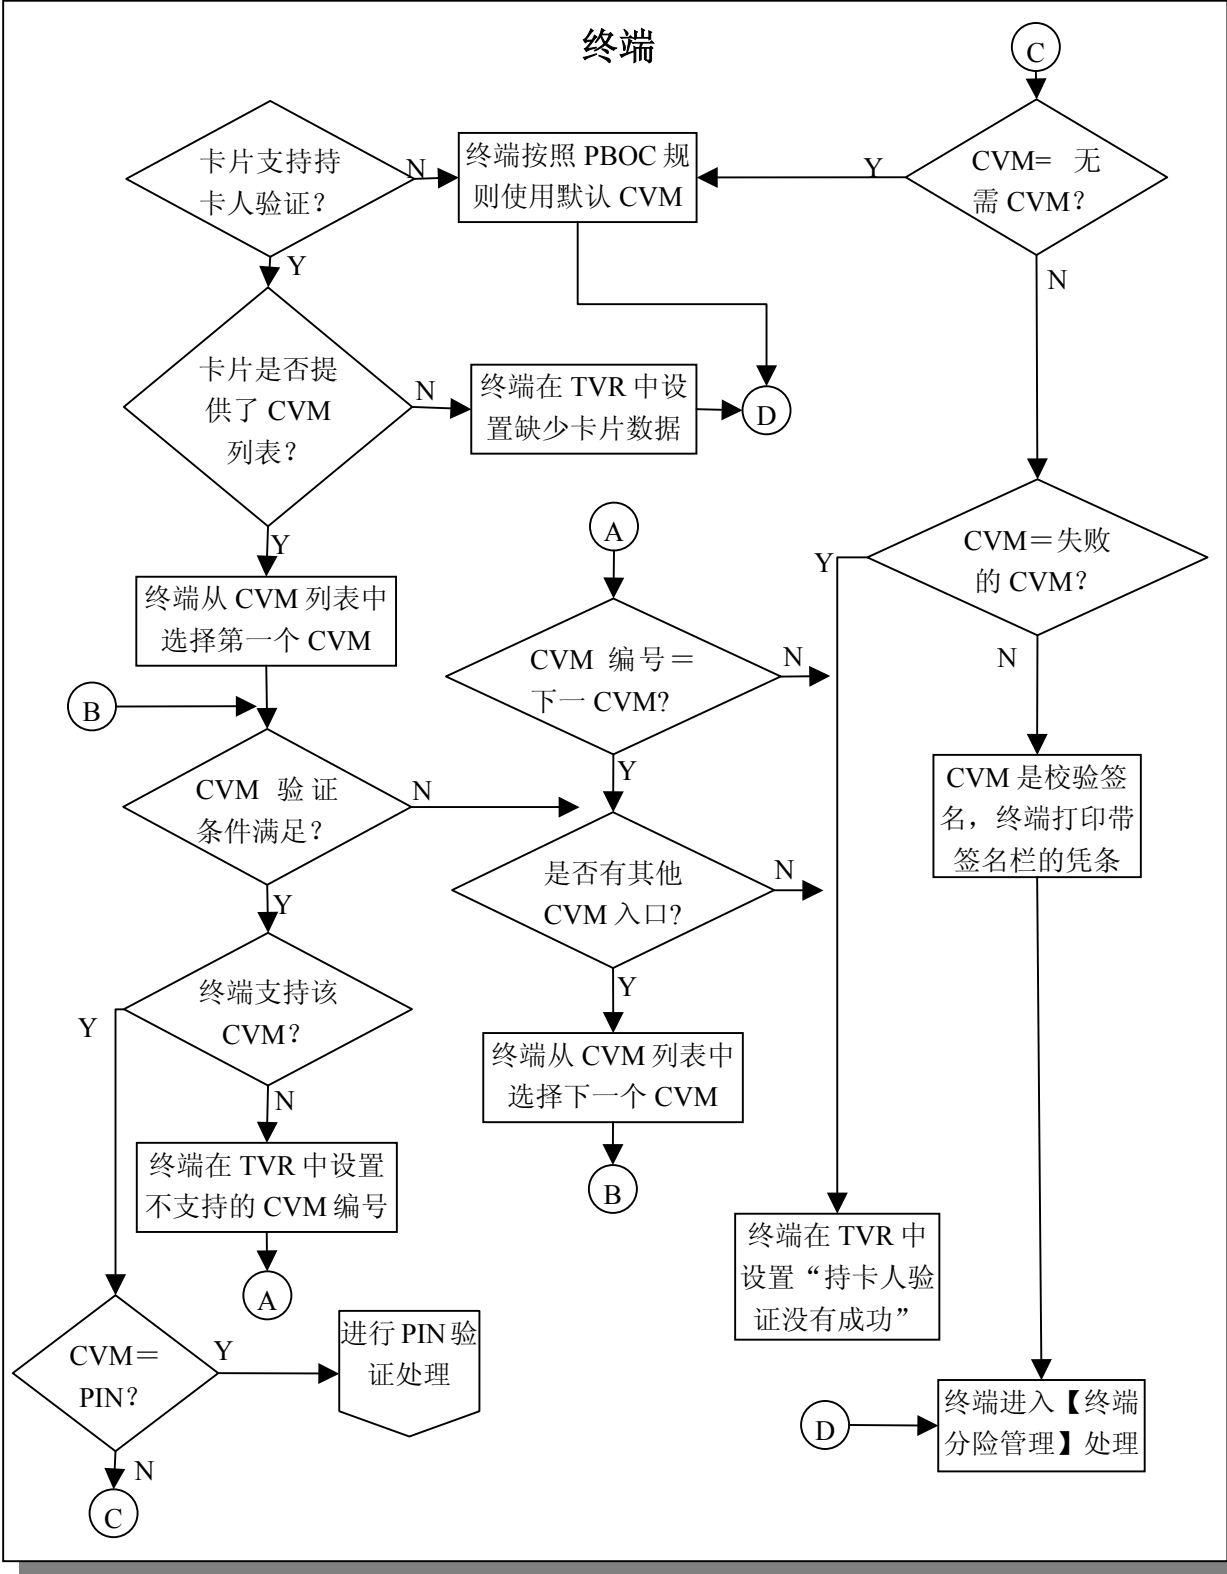 终端
C
卡片支持持
卡人验证？
N
终端按照 PBOC 规
则使用默认 CVM
Y
CVM= 无
需 CVM？
Y
N
卡片是否提
供了 CVM
列表？
N
终端在 TVR 中设
置缺少卡片数据
D
Y
A
CVM＝失败
的 CVM？
Y
终端从 CVM 列表中
选择第一个 CVM
CVM 编号＝
下一 CVM?
N
N
B
Y
CVM 验证
条件满足？
N
CVM 是校验签
名，终端打印带
签名栏的凭条
是否有其他
CVM 入口?
N
Y
终端支持该
CVM？
Y
Y
终端从 CVM 列表中
选择下一个 CVM
N
终端在 TVR 中设置
不支持的 CVM 编号
B
终端在 TVR 中
设置“持卡人验
证没有成功”
A
CVM＝
PIN？
Y
进行 PIN 验
证处理
终端进入【终端
分险管理】处理
D
N
C